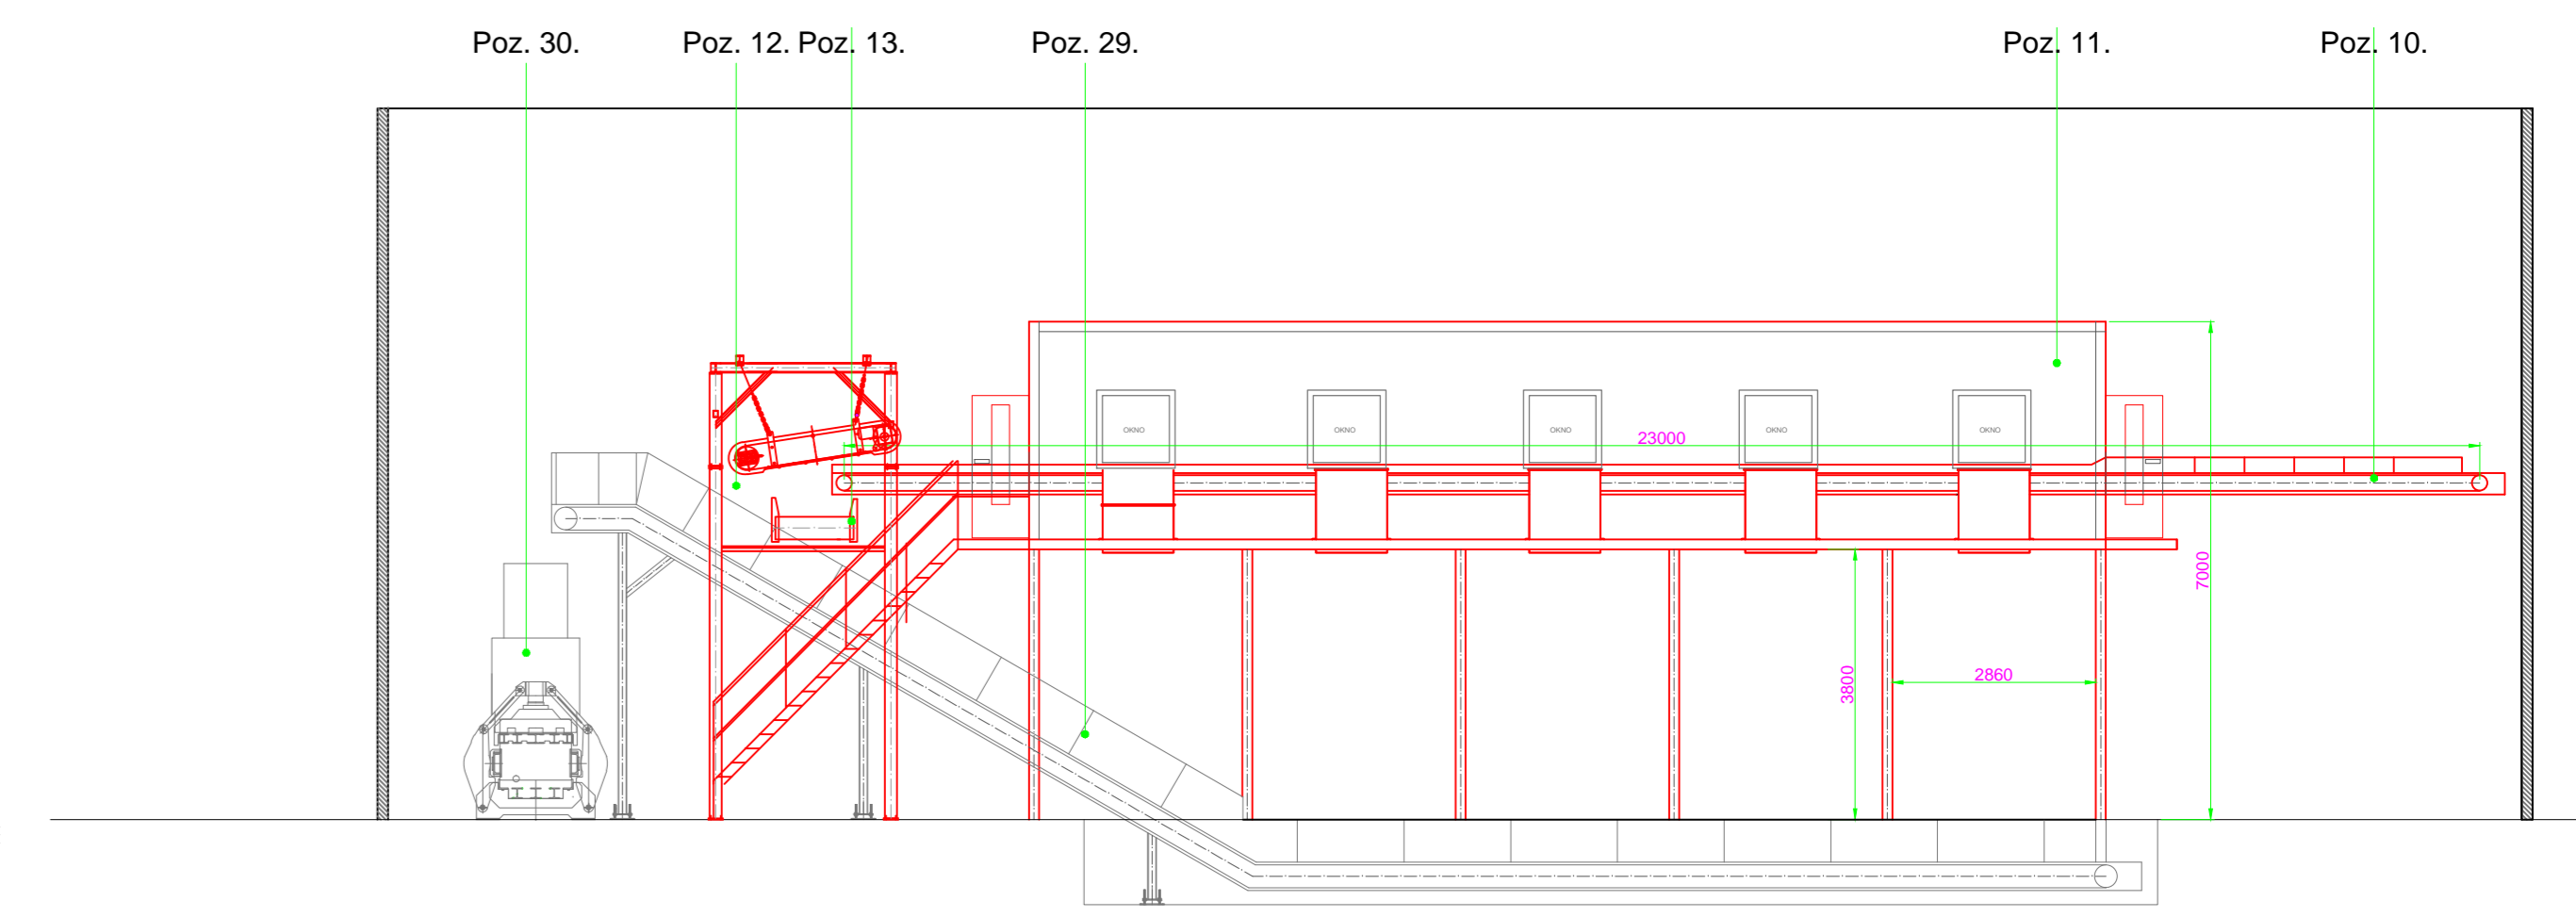 Poz. 30.
Poz. 12.
Poz. 13.
Poz. 29.
Poz. 11.
Poz. 10.
OKNO
OKNO
OKNO
OKNO
OKNO
23000
7000
3800
2860